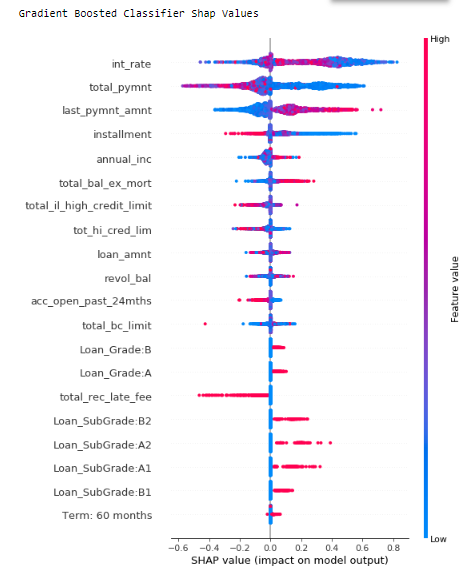 Gradient Boosted Classifier Shap Values
High
int_rate
total_pymnt
last_pymnt_amnt
installment
annual_inc
total_bal_ex_mort
total_il_high_credit_limit
tot_hi_cred_lim
loan_amnt
revol_bal
acc_open_past_24mths
total_bc_limit
Loan_Grade:B
Loan_Grade:A
total_rec_late_fee
Loan_SubGrade:B2
Loan_SubGrade:A2
Loan_SubGrade:A1
Loan_SubGrade:B1
Term: 60 months
Feature value
Low
−0.6 −0.4 −0.2 0.0 0.2 0.4 0.6 0.8
SHAP value (impact on model output)